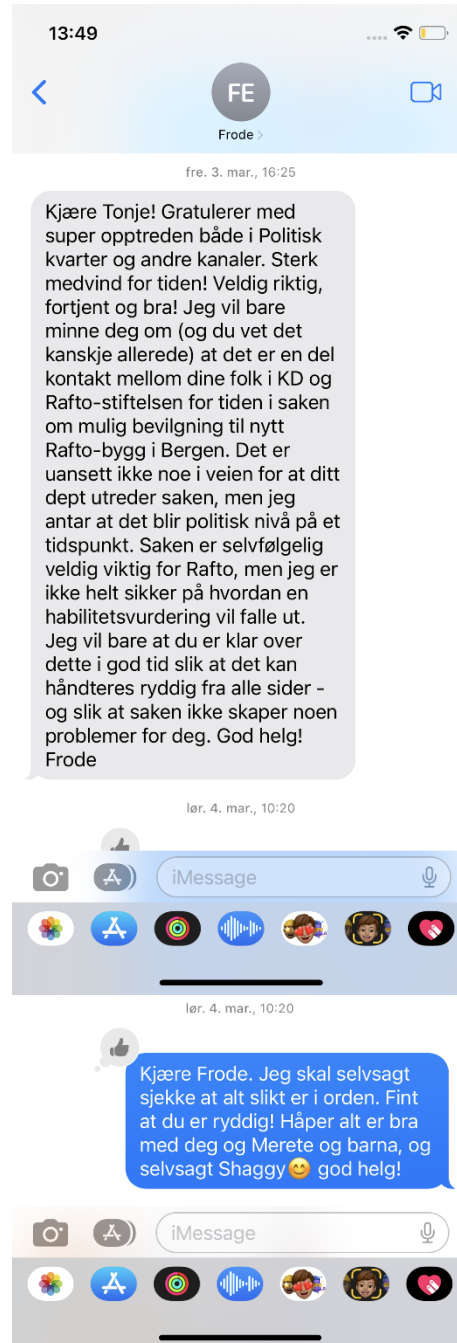 13:49
FE
Frode
fre. 3. mar., 16:25
Kjære Tonje! Gratulerer med
super opptreden både i Politisk
kvarter og andre kanaler. Sterk
medvind for tiden! Veldig riktig,
fortjent og bra! Jeg vil bare
minne deg om (og du vet det
kanskje allerede) at det er en del
kontakt mellom dine folk i KD og
Rafto-stiftelsen for tiden i saken
om mulig bevilgning til nytt
Rafto-bygg i Bergen. Det er
uansett ikke noe i veien for at ditt
dept utreder saken, men jeg
antar at det blir politisk nivå på et
tidspunkt. Saken er selvfølgelig
veldig viktig for Rafto, men jeg er
ikke helt sikker på hvordan en
habilitetsvurdering vil falle ut.
Jeg vil bare at du er klar over
dette i god tid slik at det kan
håndteres ryddig fra alle sider -
og slik at saken ikke skaper noen
problemer for deg. God helg!
Frode
lør. 4. mar., 10:20
iMessage
lør. 4. mar., 10:20
Kjære Frode. Jeg skal selvsagt
sjekke at alt slikt er i orden. Fint
at du er ryddig! Håper alt er bra
med deg og Merete og barna, og
selvsagt Shaggy😊 god helg!
iMessage